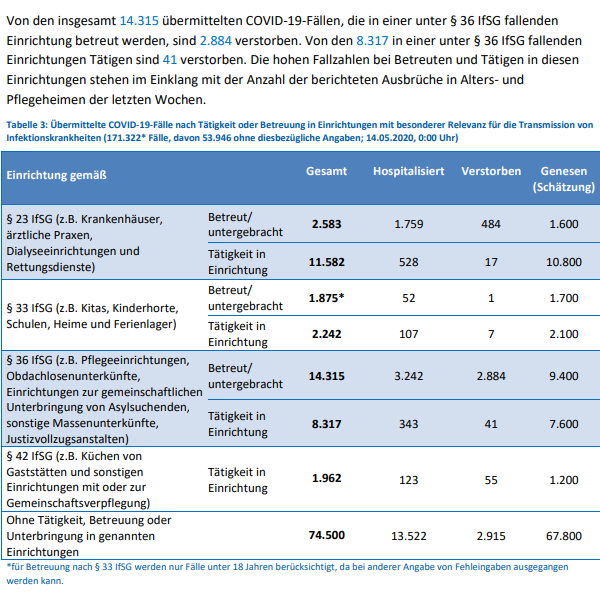 Von den insgesamt 14.315 übermittelten COVID-19-Fällen, die in einer unter § 36 IfSG fallenden
Einrichtung betreut werden, sind 2.884 verstorben. Von den 8.317 in einer unter § 36 IfSG fallenden
Einrichtungen Tätigen sind 41 verstorben. Die hohen Fallzahlen bei Betreuten und Tätigen in diesen
Einrichtungen stehen im Einklang mit der Anzahl der berichteten Ausbrüche in Alters- und
Pflegeheimen der letzten Wochen.
Tabelle 3: Übermittelte COVID-19-Fälle nach Tätigkeit oder Betreuung in Einrichtungen mit besonderer Relevanz für die Transmission von
Infektionskrankheiten (171.322* Fälle, davon 53.946 ohne diesbezügliche Angaben; 14.05.2020, 0:00 Uhr)
Einrichtung gemäß Gesamt Hospitalisiert Verstorben Genesen
(Schätzung)
§ 23 IfSG (z.B. Krankenhäuser,
ärztliche Praxen,
Dialyseeinrichtungen und
Rettungsdienste)
Betreut/
untergebracht 2.583 1.759 484 1.600
Tätigkeit in
Einrichtung 11.582 528 17 10.800
§ 33 IfSG (z.B. Kitas, Kinderhorte,
Schulen, Heime und Ferienlager)
Betreut/
untergebracht 1.875* 52 1 1.700
Tätigkeit in
Einrichtung 2.242 107 7 2.100
§ 36 IfSG (z.B. Pflegeeinrichtungen,
Obdachlosenunterkünfte,
Einrichtungen zur gemeinschaftlichen
Unterbringung von Asylsuchenden,
sonstige Massenunterkünfte,
Justizvollzugsanstalten)
Betreut/
untergebracht 14.315 3.242 2.884 9.400
Tätigkeit in
Einrichtung 8.317 343 41 7.600
§ 42 IfSG (z.B. Küchen von
Gaststätten und sonstigen
Einrichtungen mit oder zur
Gemeinschaftsverpflegung)
Tätigkeit in
Einrichtung 1.962 123 55 1.200
Ohne Tätigkeit, Betreuung oder
Unterbringung in genannten
Einrichtungen
74.500 13.522 2.915 67.800
*für Betreuung nach § 33 IfSG werden nur Fälle unter 18 Jahren berücksichtigt, da bei anderer Angabe von Fehleingaben ausgegangen
werden kann.